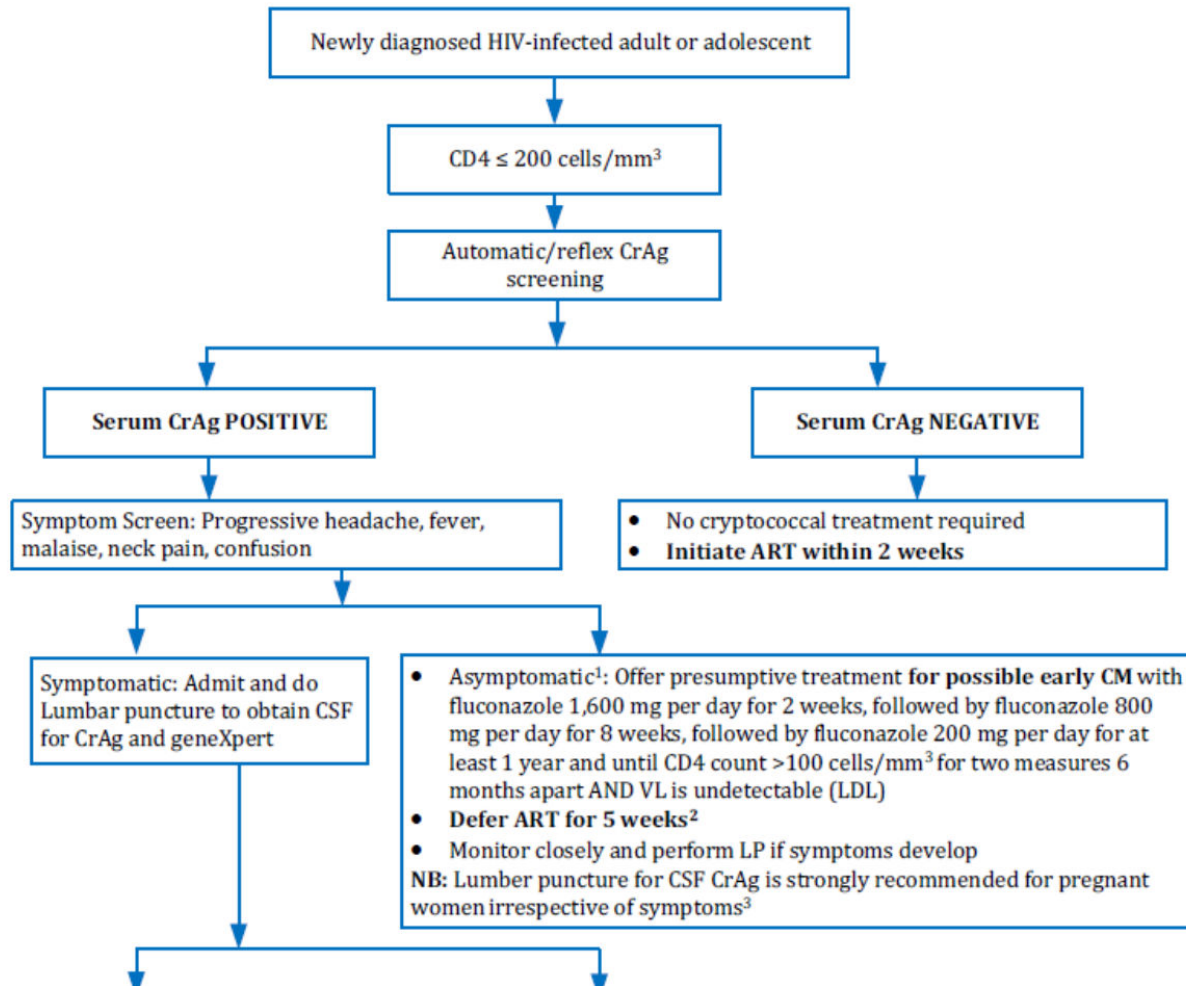 Newly diagnosed HIV-infected adult or adolescent
CD4 ≤ 200 cells/mm³
Automatic/reflex CrAg
screening
Serum CrAg POSITIVE
Serum CrAg NEGATIVE
Symptom Screen: Progressive headache, fever,
malaise, neck pain, confusion
• No cryptococcal treatment required
• Initiate ART within 2 weeks
Symptomatic: Admit and do
Lumbar puncture to obtain CSF
for CrAg and geneXpert
• Asymptomatic¹: Offer presumptive treatment for possible early CM with
fluconazole 1,600 mg per day for 2 weeks, followed by fluconazole 800
mg per day for 8 weeks, followed by fluconazole 200 mg per day for at
least 1 year and until CD4 count >100 cells/mm³ for two measures 6
months apart AND VL is undetectable (LDL)
• Defer ART for 5 weeks²
• Monitor closely and perform LP if symptoms develop
NB: Lumber puncture for CSF CrAg is strongly recommended for pregnant
women irrespective of symptoms³